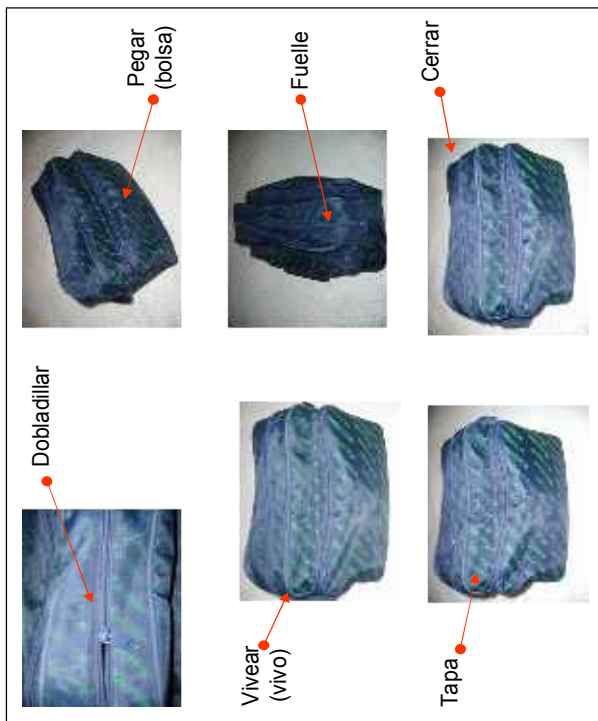 Dobladillar
Pegar
(bolsa)
Vivear
(vivo)
Fuelle
Tapa
Cerrar